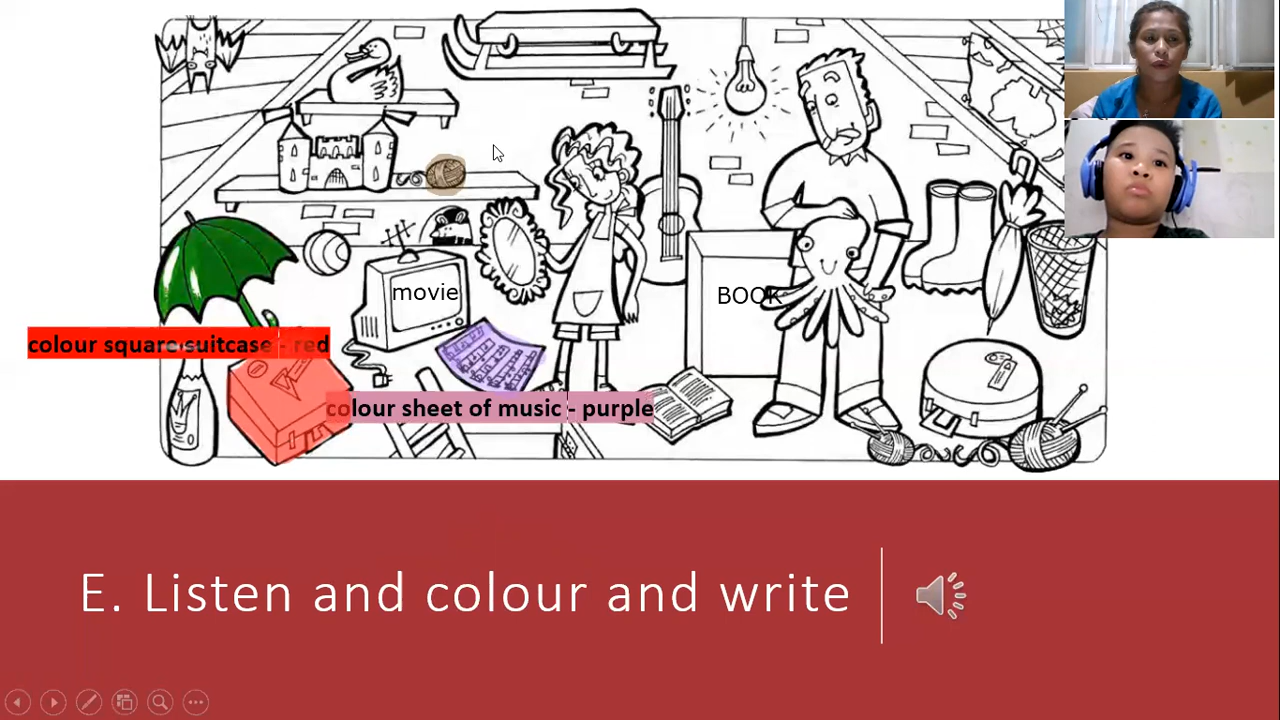 movie
BOOK
colour square suitcase - red
colour sheet of music - purple
E. Listen and colour and write